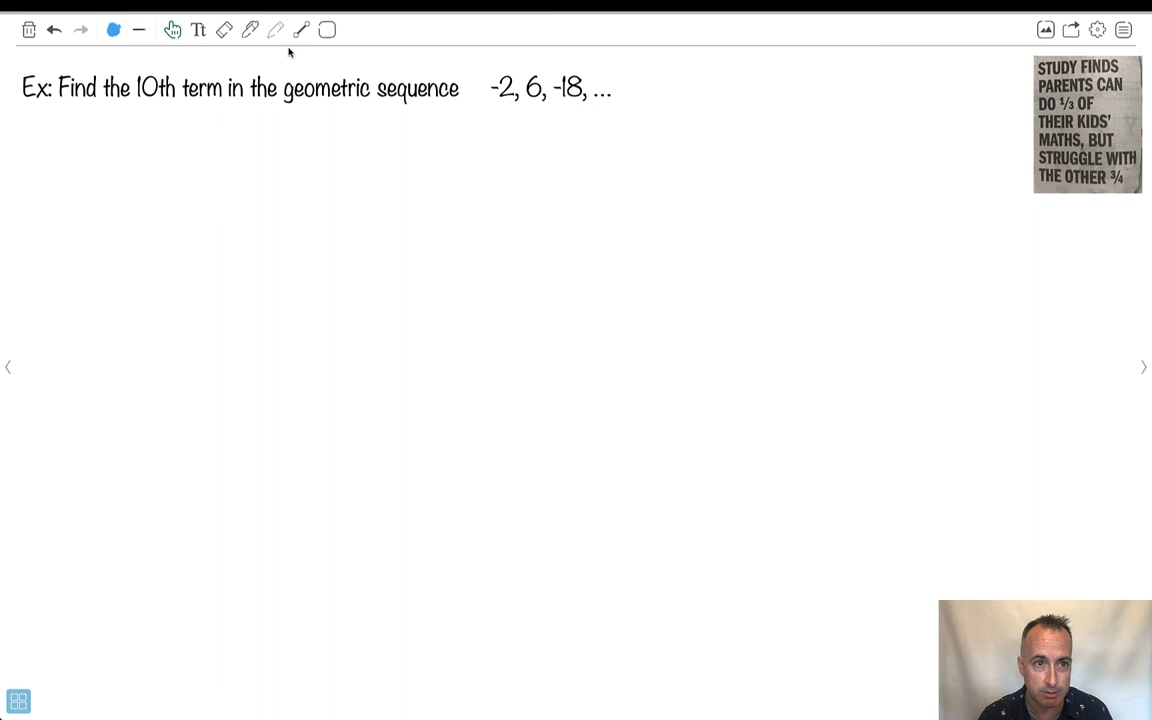 Tt
Ex: Find the 10th term in the geometric sequence -2, 6, -18, ...
STUDY FINDS
PARENTS CAN
DO ⅓ OF
THEIR KIDS'
MATHS, BUT
STRUGGLE WITH
THE OTHER ¾